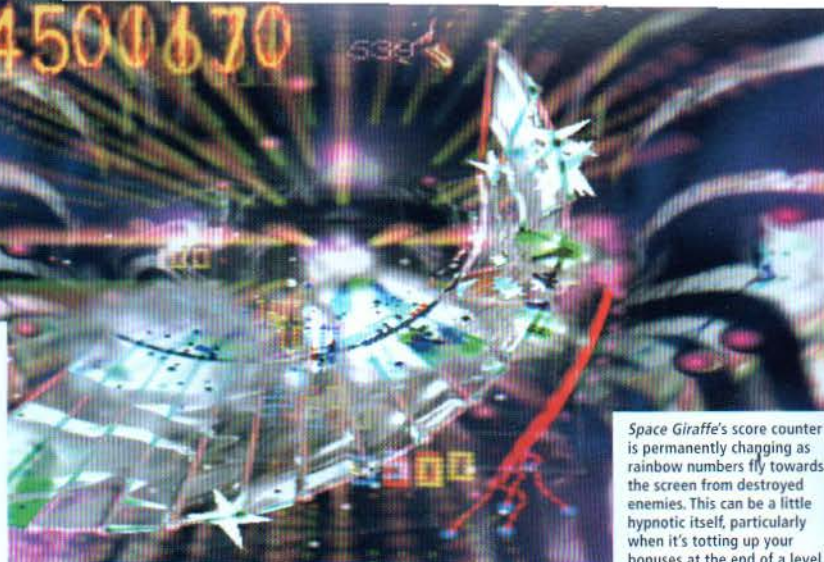 4500670
Space Giraffe's score counter
is permanently changing as
rainbow numbers fly towards
the screen from destroyed
enemies. This can be a little
hypnotic itself, particularly
when it's totting up your
bonuses at the end of a level